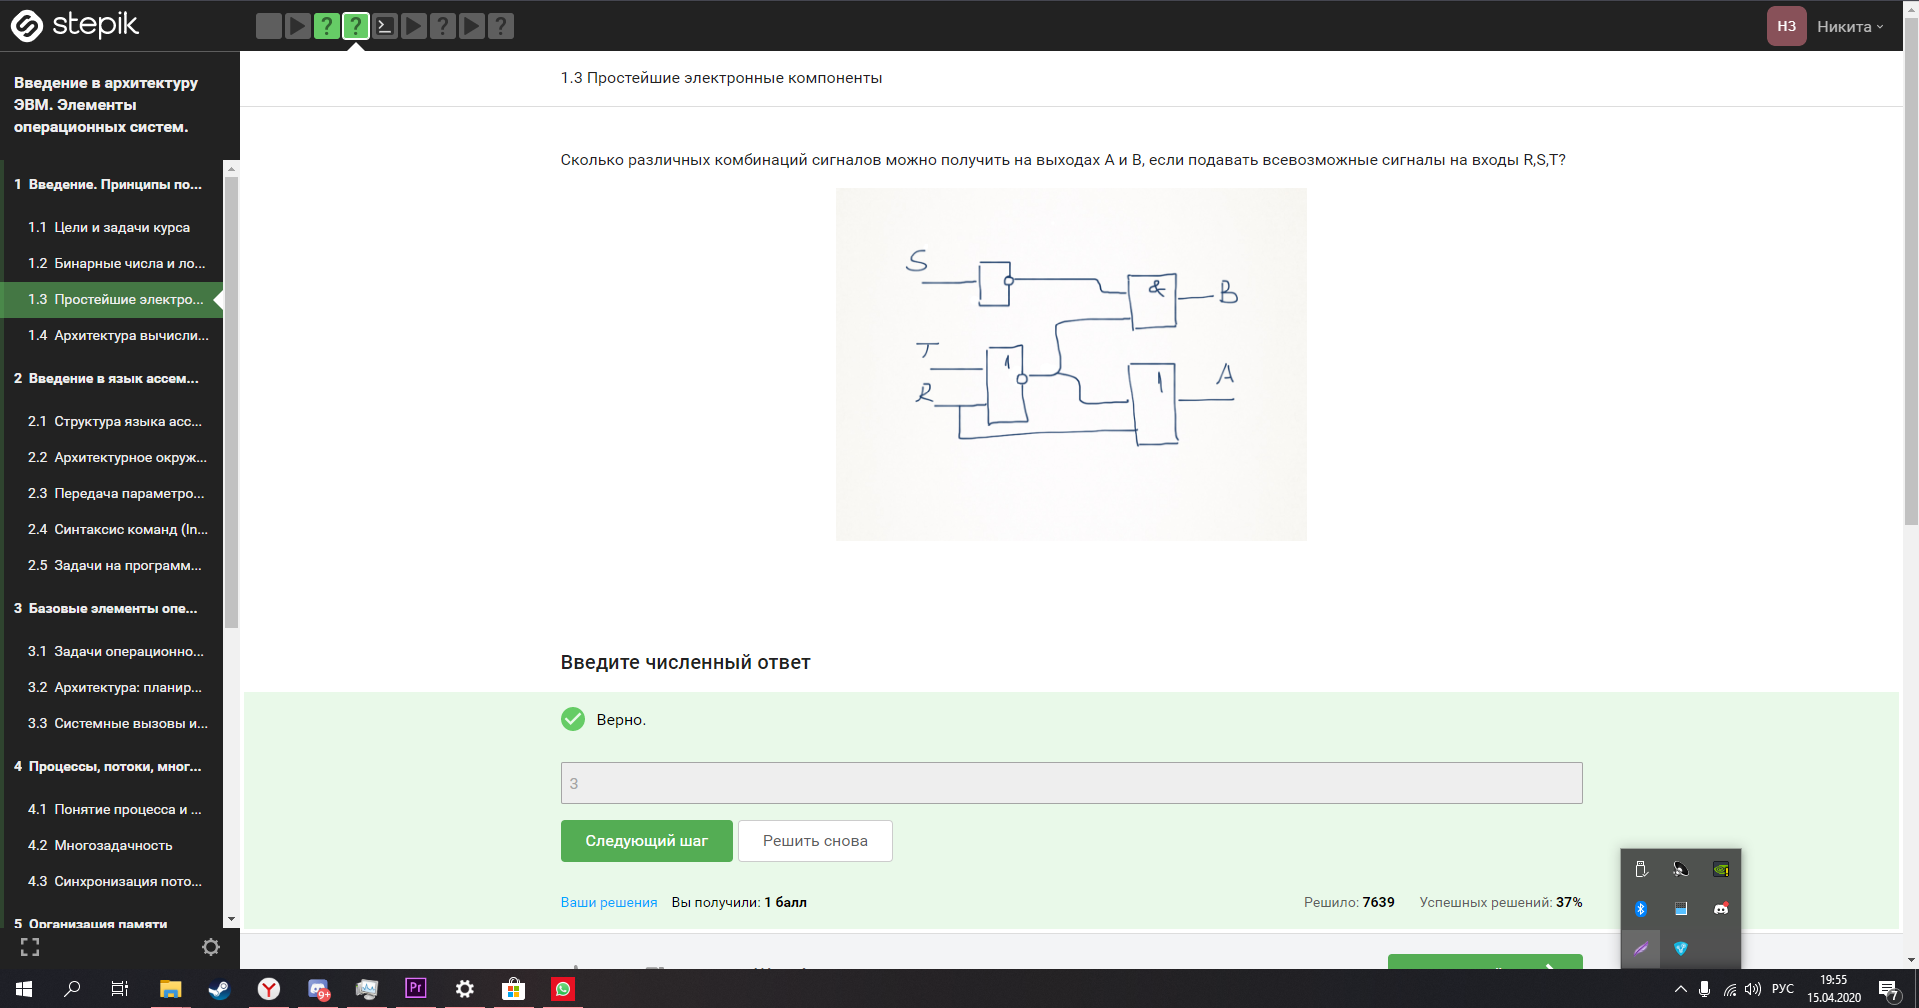 stepik
НЗ
Никита
Введение в архитектуру
ЭВМ. Элементы
операционных систем.
1 Введение. Принципы по...
1.1 Цели и задачи курса
1.2 Бинарные числа и ло...
1.3 Простейшие электро...
1.4 Архитектура вычисли...
2 Введение в язык ассем...
2.1 Структура языка асс...
2.2 Архитектурное окруж...
2.3 Передача параметро...
2.4 Синтаксис команд (In...
2.5 Задачи на программ...
3 Базовые элементы опе...
3.1 Задачи операционно...
3.2 Архитектура: планир...
3.3 Системные вызовы и...
4 Процессы, потоки, мног...
4.1 Понятие процесса и ...
4.2 Многозадачность
4.3 Синхронизация пото...
5 Организация памяти
1.3 Простейшие электронные компоненты
Сколько различных комбинаций сигналов можно получить на выходах A и B, если подавать всевозможные сигналы на входы R,S,T?
S
& B
T
1
R
1 A
Введите численный ответ
Верно.
3
Следующий шаг
Решить снова
Ваши решения Вы получили: 1 балл
Решило: 7639 Успешных решений: 37%
9+
Pr
РУС
19:55
15.04.2020
7